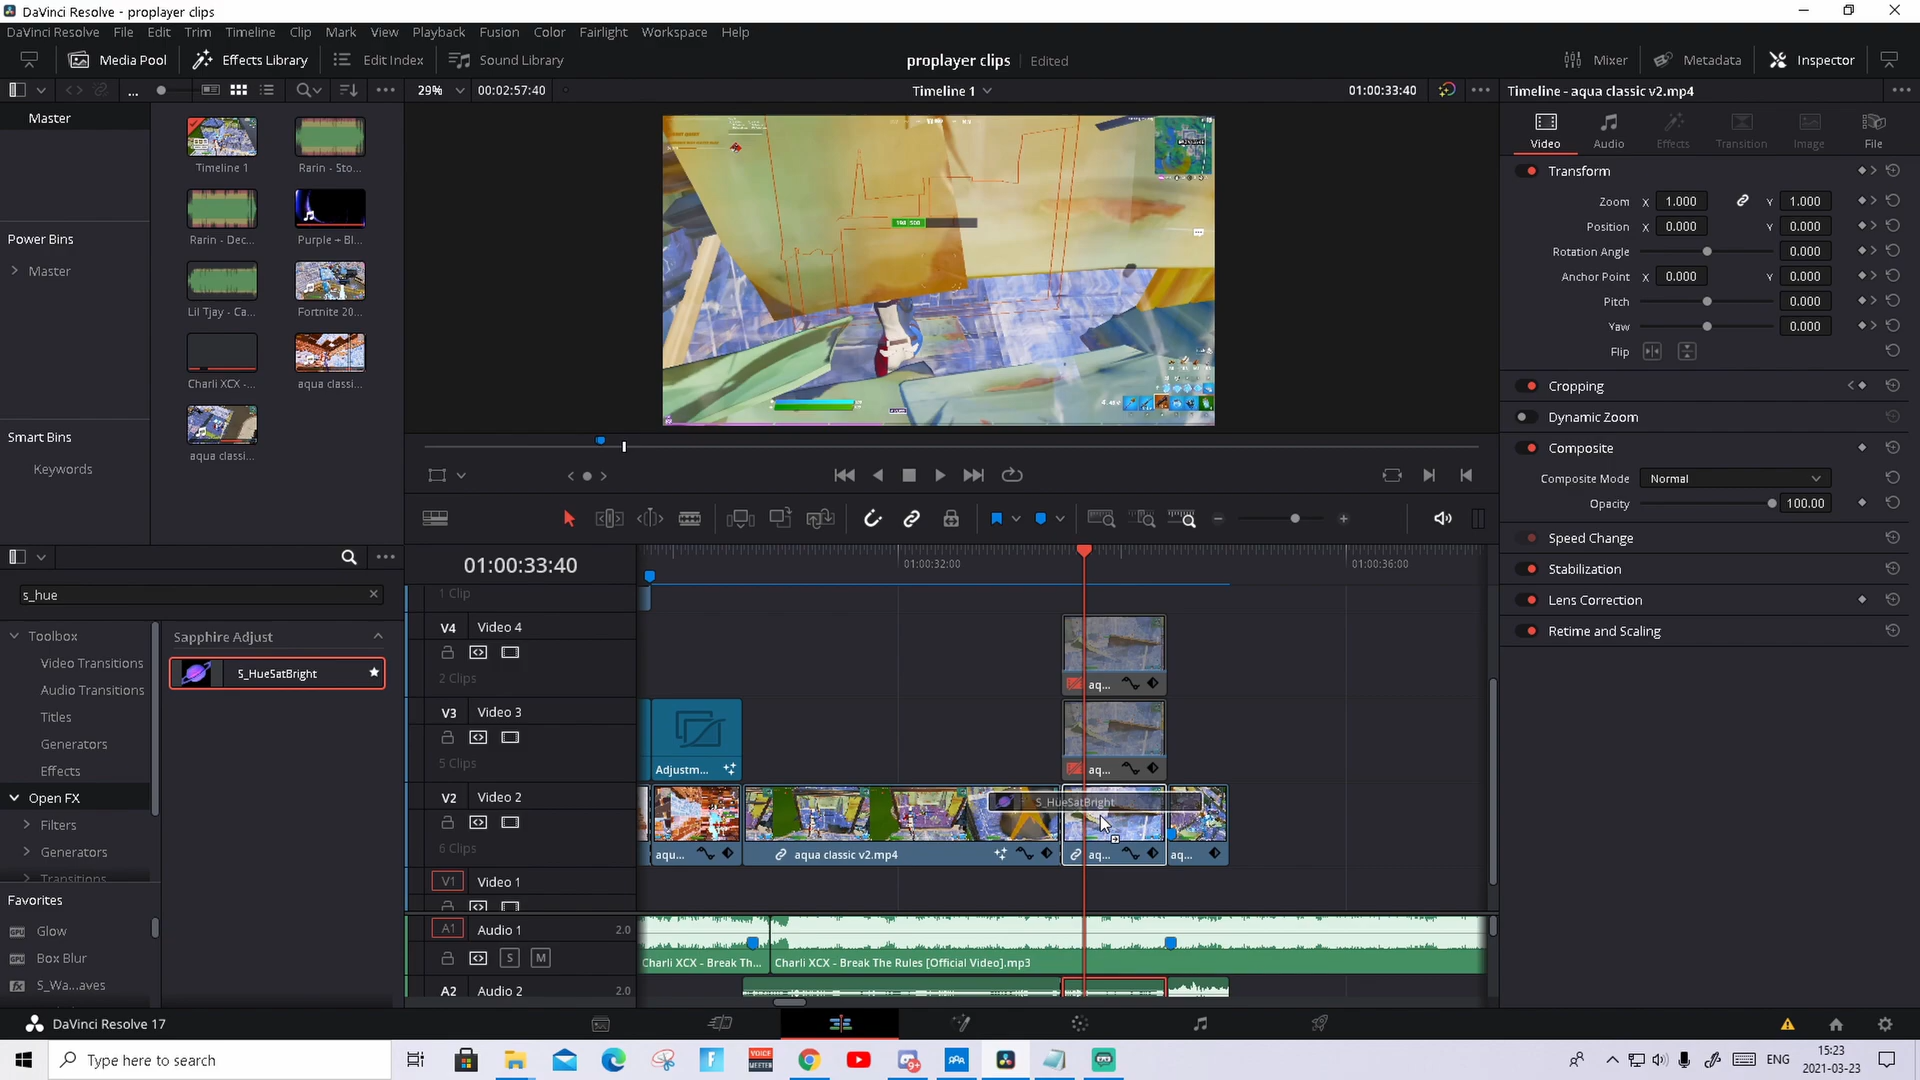 DaVinci Resolve - proplayer clips
DaVinci Resolve File Edit Trim Timeline Clip Mark View Playback Fusion Color Fairlight Workspace Help
Media Pool Effects Library Edit Index Sound Library proplayer clips Edited Mixer Metadata Inspector
... 29% 00:02:57:40 Timeline 1 01:00:33:40 Timeline - aqua classic v2.mp4
Master
Timeline 1 Rarin - Sto...
Rarin - Dec... Purple + Bl...
Lil Tjay - Ca... Fortnite 20...
Charli XCX -... aqua classi...
aqua classi...
Power Bins
Master
Smart Bins
Keywords
Video Audio Effects Transition Image File
Transform
Zoom X 1.000 Y 1.000
Position X 0.000 Y 0.000
Rotation Angle 0.000
Anchor Point X 0.000 Y 0.000
Pitch 0.000
Yaw 0.000
Flip
Cropping
Dynamic Zoom
Composite
Composite Mode Normal
Opacity 100.00
Speed Change
Stabilization
Lens Correction
Retime and Scaling
s_hue
Toolbox
Video Transitions
Audio Transitions
Titles
Generators
Effects
Open FX
Filters
Generators
Transitions
Favorites
Glow
Box Blur
S_Wa...aves
Sapphire Adjust
S_HueSatBright
01:00:33:40 01:00:32:00 01:00:36:00
1 Clip
V4 Video 4
2 Clips
aq...
V3 Video 3
5 Clips
Adjustm... aq...
V2 Video 2
6 Clips
S_HueSatBright
aqu... aqua classic v2.mp4 aq... aq...
V1 Video 1
A1 Audio 1 2.0
S M
Charli XCX - Break Th... Charli XCX - Break The Rules [Official Video].mp3
A2 Audio 2 2.0
DaVinci Resolve 17
Type here to search
VOICE MEETER
9+
ENG
15:23
2021-03-23